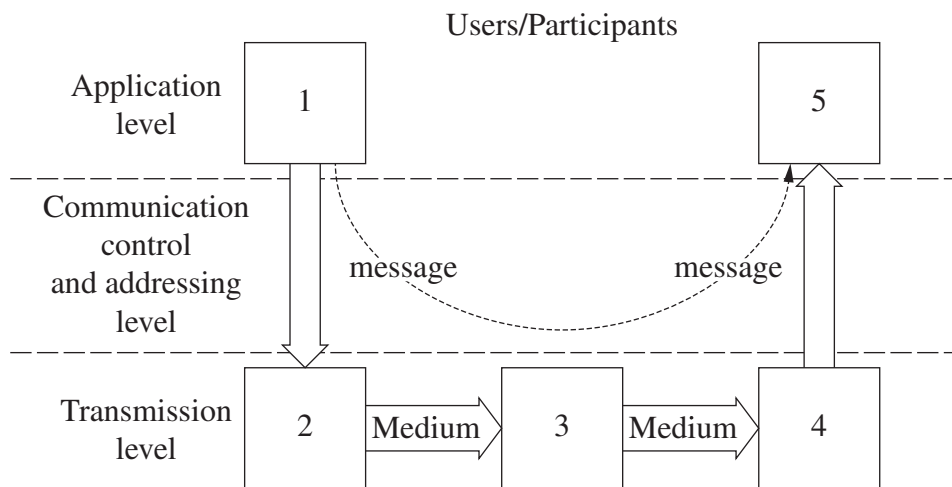 Users/Participants
Application
level
1
5
Communication
control
and addressing
level
message
message
Transmission
level
2
Medium
3
Medium
4